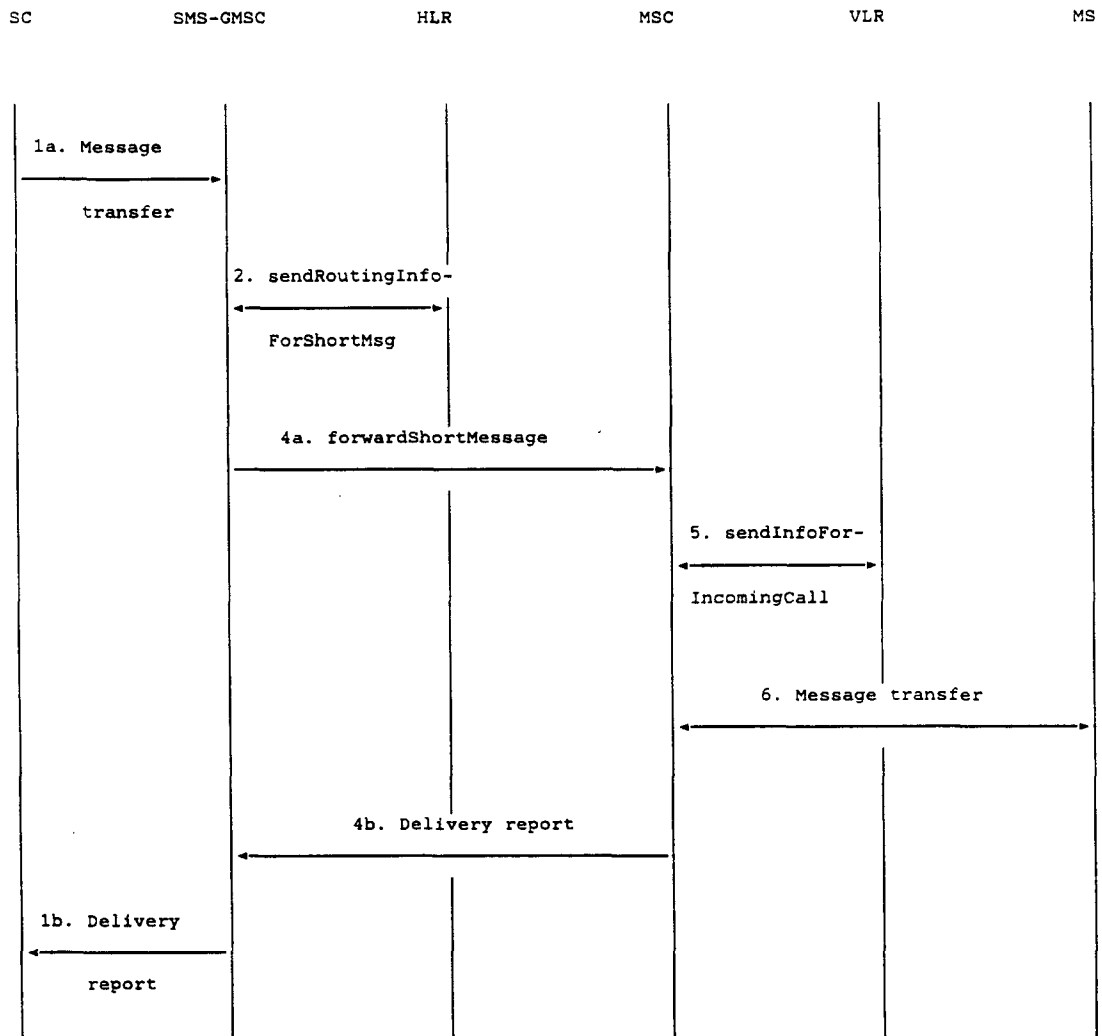 SC SMS-GMSC HLR MSC VLR MS
1a. Message
transfer
2. sendRoutingInfo-
ForShortMsg
4a. forwardShortMessage
5. sendInfoFor-
IncomingCall
6. Message transfer
4b. Delivery report
1b. Delivery
report